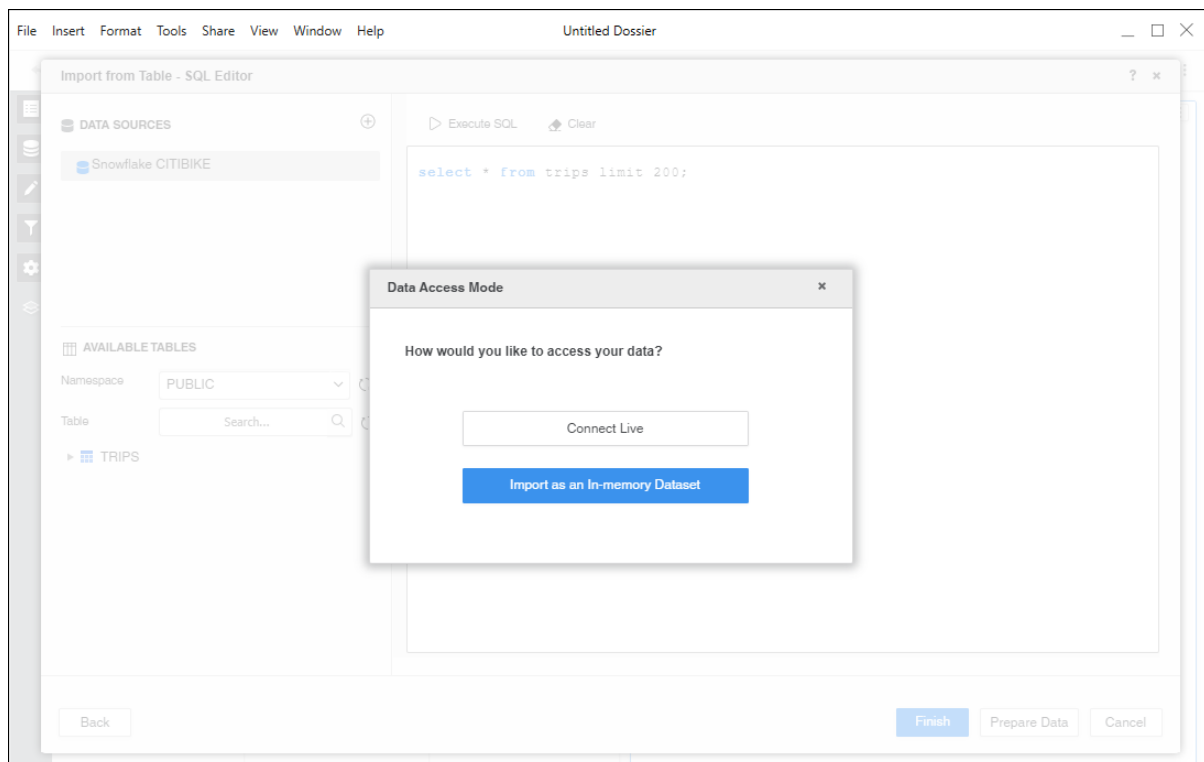 File Insert Format Tools Share View Window Help Untitled Dossier
Import from Table - SQL Editor ?
DATA SOURCES
Execute SQL Clear
Snowflake CITIBIKE
select * from trips limit 200;
Data Access Mode
How would you like to access your data?
AVAILABLE TABLES
Namespace PUBLIC
Table Search...
Connect Live
TRIPS
Import as an In-memory Dataset
Back Finish Prepare Data Cancel